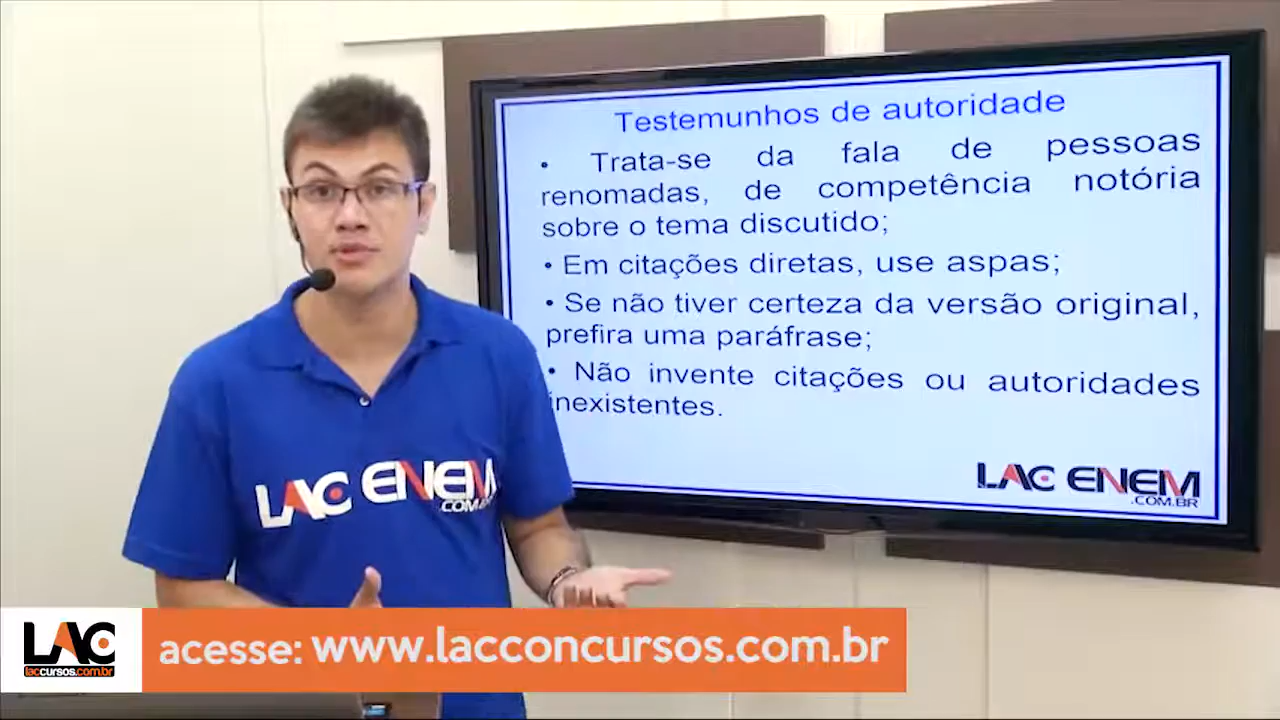 Testemunhos de autoridade
• Trata-se da fala de pessoas
renomadas, de competência notória
sobre o tema discutido;
• Em citações diretas, use aspas;
• Se não tiver certeza da versão original,
prefira uma paráfrase;
• Não invente citações ou autoridades
inexistentes.
LAC ENEM
.COM.BR
LAC ENEM
.COM.BR
LAC
laccursos.com.br
acesse: www.lacconcursos.com.br